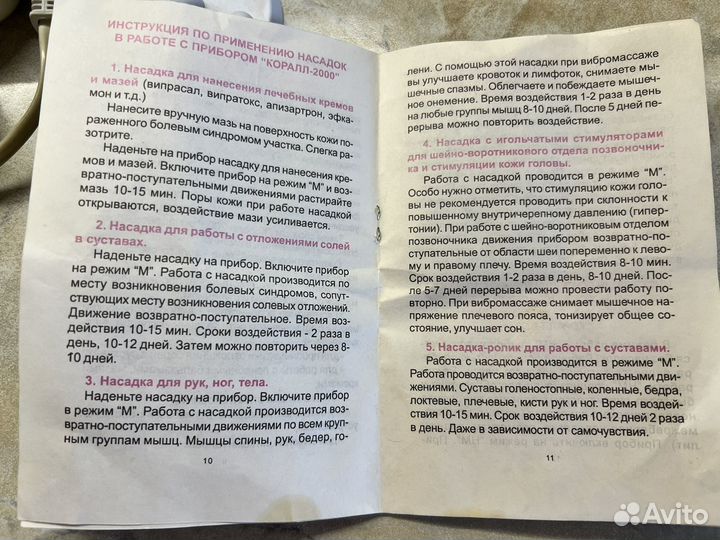 ИНСТРУКЦИЯ ПО ПРИМЕНЕНИЮ НАСАДОК
В РАБОТЕ С ПРИБОРОМ "КОРАЛЛ-2000"
1. Насадка для нанесения лечебных кремов
и мазей (випрасал, випратокс, апизартрон, эфка-
мон и т.д.)
Нанесите вручную мазь на поверхность кожи по-
раженного болевым синдромом участка. Слегка ра-
зотрите.
Наденьте на прибор насадку для нанесения кре-
мов и мазей. Включите прибор на режим "М" и воз-
вратно-поступательными движениями растирайте
мазь 10-15 мин. Поры кожи при работе насадкой
открываются, воздействие мази усиливается.
2. Насадка для работы с отложениями солей
в суставах.
Наденьте насадку на прибор. Включите прибор
на режим "М". Работа с насадкой производится по
месту возникновения болевых синдромов, сопут-
ствующих месту возникновения солевых отложений.
Движение возвратно-поступательное. Время воз-
действия 10-15 мин. Сроки воздействия - 2 раза в
день, 10-12 дней. Затем можно повторить через 8-
10 дней.
3. Насадка для рук, ног, тела.
Наденьте насадку на прибор. Включите прибор
в режим "М". Работа с насадкой производится воз-
вратно-поступательными движениями по всем круп-
ным группам мышц. Мышцы спины, рук, бедер, го-
10
лени. С помощью этой насадки при вибромассаже
вы улучшаете кровоток и лимфоток, снимаете мы-
шечные спазмы. Облегчаете и побеждаете мышеч-
ное онемение. Время воздействия 1-2 раза в день
на любые группы мышц 8-10 дней. После 5 дней пе-
рерыва можно повторить воздействие.
4. Насадка с игольчатыми стимуляторами
для шейно-воротникового отдела позвоночни-
ка и стимуляции кожи головы.
Работа с насадкой проводится в режиме "М".
Особо нужно отметить, что стимуляцию кожи голо-
вы не рекомендуется проводить при склонности к
повышенному внутричерепному давлению (гипер-
тонии). При работе с шейно-воротниковым отделом
позвоночника движения прибором возвратно-по-
ступательные от области шеи попеременно к лево-
му и правому плечу. Время воздействия 8-10 мин.
Срок воздействия 1-2 раза в день, 8-10 дней. Пос-
ле 5-7 дней перерыва можно провести работу по-
вторно. При вибромассаже снимает мышечное на-
пряжение плечевого пояса, тонизирует общее со-
стояние, улучшает сон.
5. Насадка-ролик для работы с суставами.
Работа с насадкой производится в режиме "М".
Работа проводится возвратно-поступательными дви-
жениями. Суставы голеностопные, коленные, бедра,
локтевые, плечевые, кисти рук и ног. Время воздей-
ствия 10-15 мин. Срок воздействия 10-12 дней 2 раза
в день. Даже в зависимости от самочувствия.
11
Avito